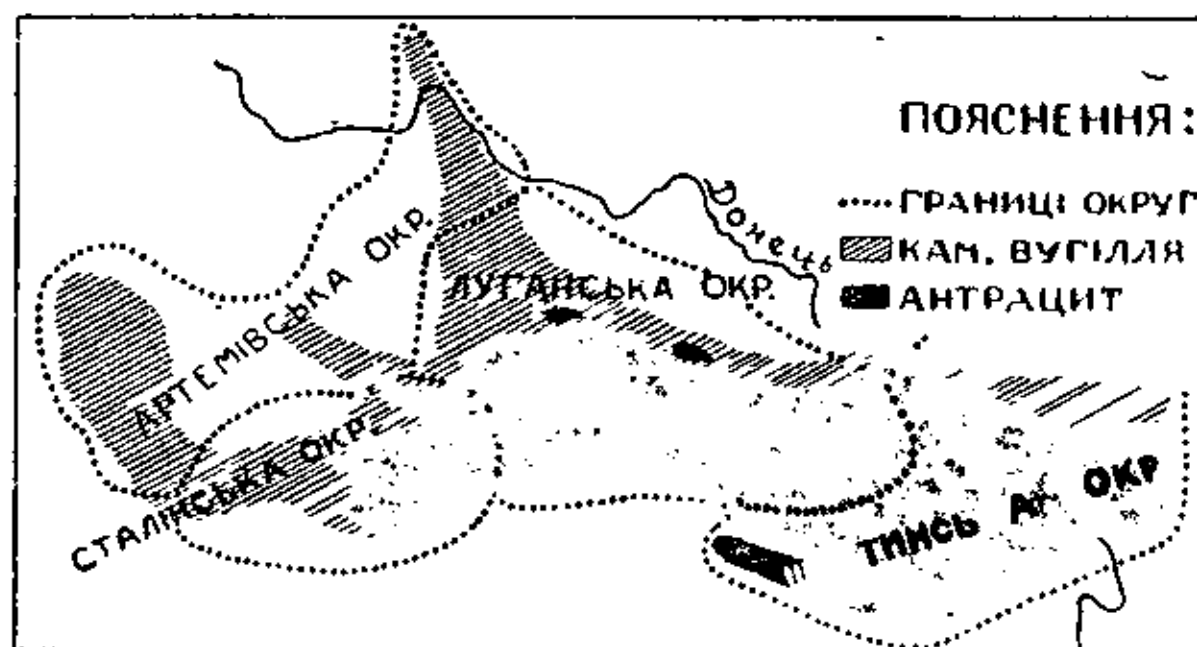 ПОЯСНЕННЯ:
ГРАНИЦІ ОКРУГ
КАМ. ВУГІЛЛЯ
АНТРАЦИТ
Донець
АРТЕМІВСЬКА ОКР.
ЛУГАНСЬКА ОКР.
СТАЛІНСЬКА ОКР.
ОКР